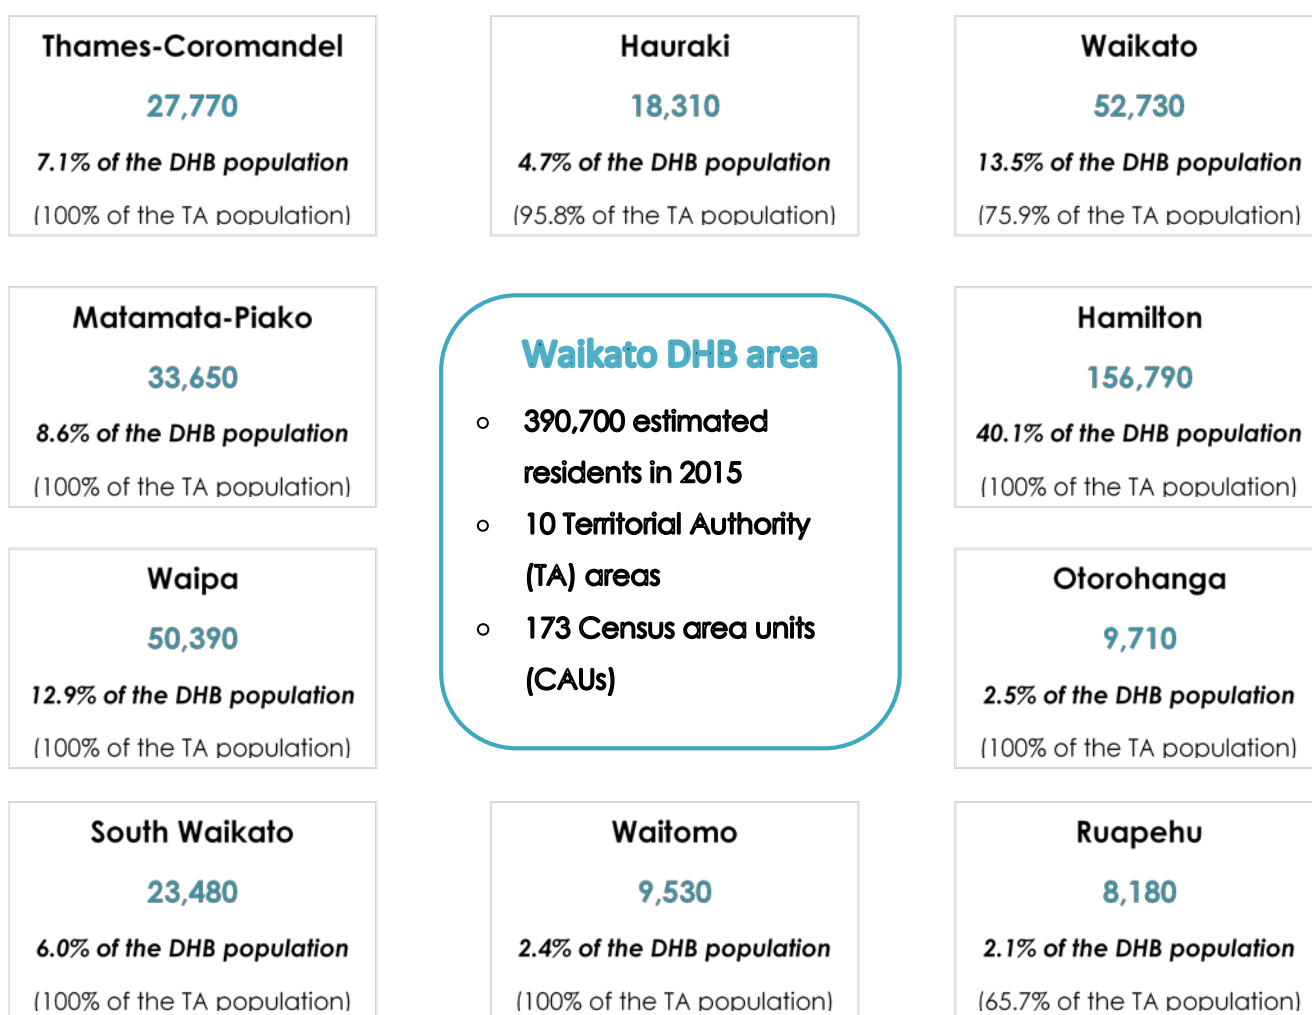 Thames-Coromandel
27,770
7.1% of the DHB population
(100% of the TA population)
Hauraki
18,310
4.7% of the DHB population
(95.8% of the TA population)
Waikato
52,730
13.5% of the DHB population
(75.9% of the TA population)
Matamata-Piako
33,650
8.6% of the DHB population
(100% of the TA population)
Waikato DHB area
○ 390,700 estimated
residents in 2015
○ 10 Territorial Authority
(TA) areas
○ 173 Census area units
(CAUs)
Hamilton
156,790
40.1% of the DHB population
(100% of the TA population)
Waipa
50,390
12.9% of the DHB population
(100% of the TA population)
Otorohanga
9,710
2.5% of the DHB population
(100% of the TA population)
South Waikato
23,480
6.0% of the DHB population
(100% of the TA population)
Waitomo
9,530
2.4% of the DHB population
(100% of the TA population)
Ruapehu
8,180
2.1% of the DHB population
(65.7% of the TA population)